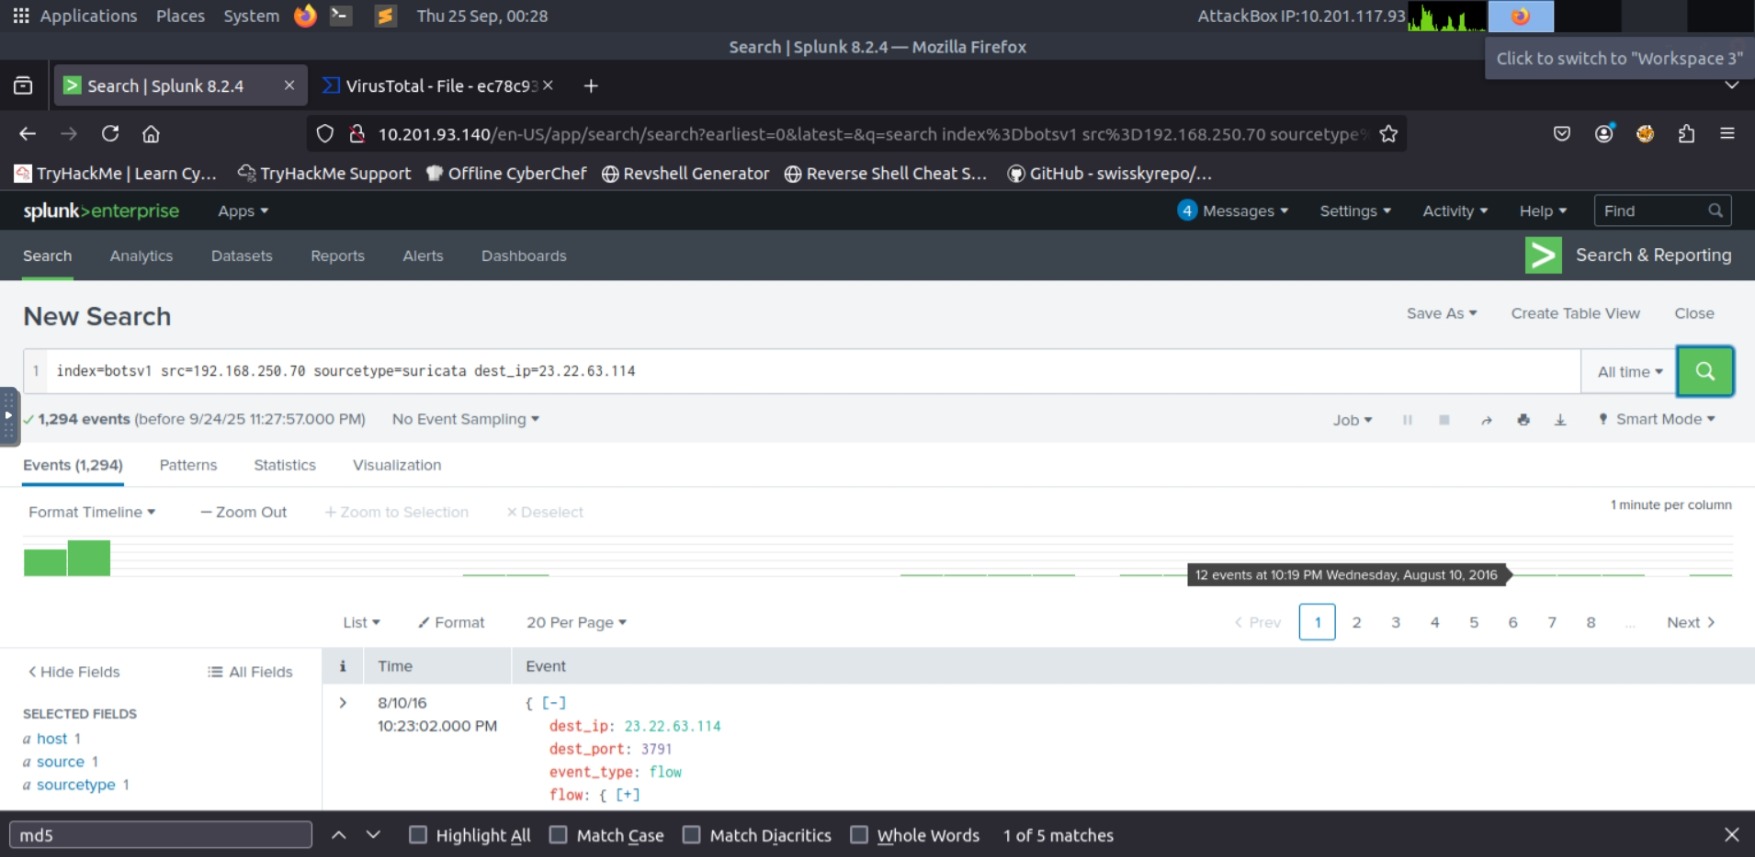 Applications Places System Thu 25 Sep, 00:28 AttackBox IP:10.201.117.93
Search | Splunk 8.2.4 — Mozilla Firefox
Click to switch to "Workspace 3"
Search | Splunk 8.2.4 × VirusTotal - File - ec78c93 × +
10.201.93.140/en-US/app/search/search?earliest=0&latest=&q=search index%3Dbotsv1 src%3D192.168.250.70 sourcetype%
TryHackMe | Learn Cy... TryHackMe Support Offline CyberChef Revshell Generator Reverse Shell Cheat S... GitHub - swisskyrepo/...
splunk>enterprise Apps 4 Messages Settings Activity Help Find
Search Analytics Datasets Reports Alerts Dashboards Search & Reporting
New Search Save As Create Table View Close
1 index=botsv1 src=192.168.250.70 sourcetype=suricata dest_ip=23.22.63.114 All time
✓ 1,294 events (before 9/24/25 11:27:57.000 PM) No Event Sampling Job Smart Mode
Events (1,294) Patterns Statistics Visualization
Format Timeline — Zoom Out + Zoom to Selection × Deselect 1 minute per column
12 events at 10:19 PM Wednesday, August 10, 2016
List Format 20 Per Page < Prev 1 2 3 4 5 6 7 8 ... Next >
< Hide Fields All Fields i Time Event
SELECTED FIELDS
a host 1
a source 1
a sourcetype 1
> 8/10/16 { [-]
10:23:02.000 PM dest_ip: 23.22.63.114
dest_port: 3791
event_type: flow
flow: { [+]
md5 Highlight All Match Case Match Diacritics Whole Words 1 of 5 matches